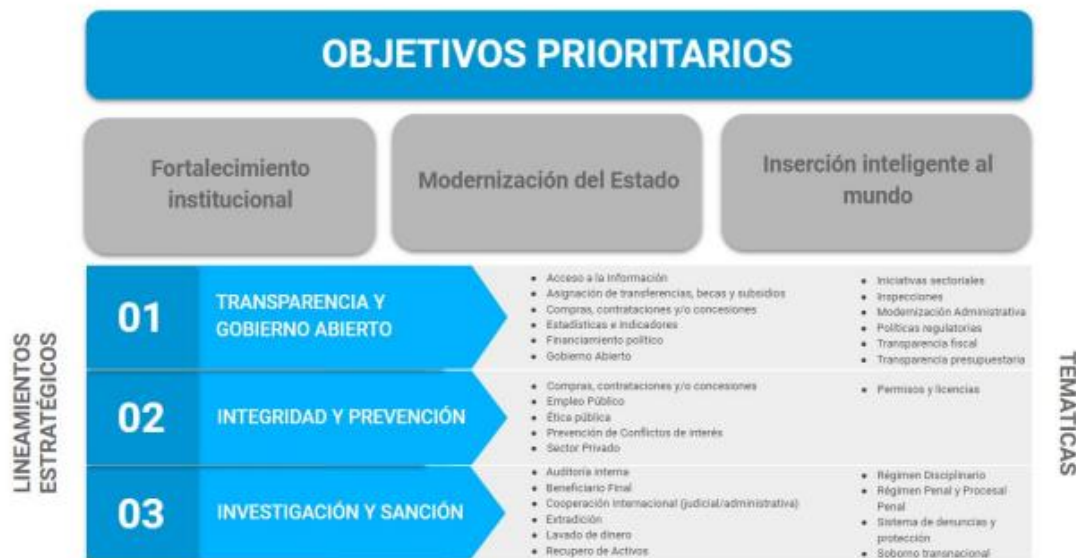 OBJETIVOS PRIORITARIOS
Fortalecimiento
institucional
Modernización del Estado
Inserción inteligente al
mundo
LINEAMIENTOS
ESTRATÉGICOS
01
TRANSPARENCIA Y
GOBIERNO ABIERTO
• Acceso a la Información
• Asignación de transferencias, becas y subsidios
• Compras, contrataciones y/o concesiones
• Estadísticas e indicadores
• Financiamiento político
• Gobierno Abierto
• Iniciativas sectoriales
• Inspecciones
• Modernización Administrativa
• Políticas regulatorias
• Transparencia fiscal
• Transparencia presupuestaria
02
INTEGRIDAD Y PREVENCIÓN
• Compras, contrataciones y/o concesiones
• Empleo Público
• Ética pública
• Prevención de Conflictos de interés
• Sector Privado
• Permisos y licencias
03
INVESTIGACIÓN Y SANCIÓN
• Auditoría interna
• Beneficiario Final
• Cooperación Internacional (judicial/administrativa)
• Extradición
• Lavado de dinero
• Recupero de Activos
• Régimen Disciplinario
• Régimen Penal y Procesal
Penal
• Sistema de denuncias y
protección
• Soborno transnacional
TEMÁTICAS